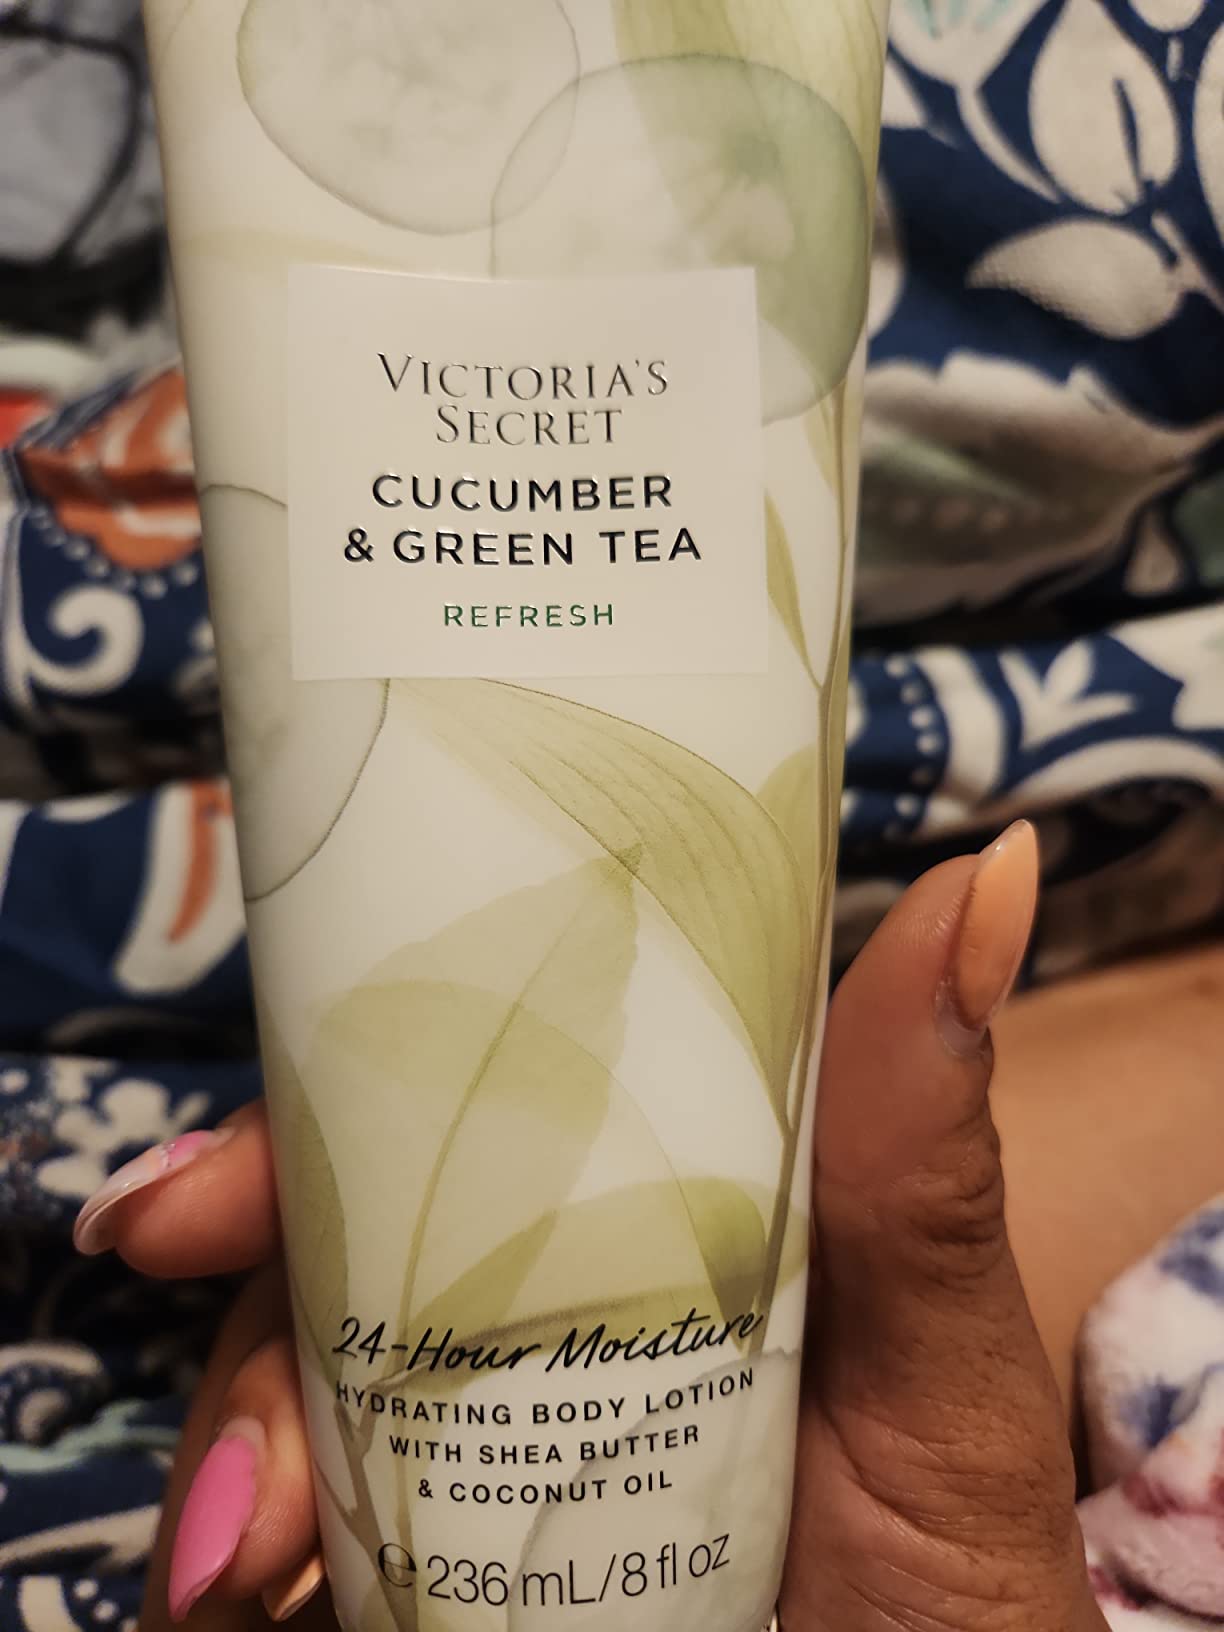 VICTORIA'S
SECRET
CUCUMBER
& GREEN TEA
REFRESH
24-Hour Moisture
HYDRATING BODY LOTION
WITH SHEA BUTTER
& COCONUT OIL
℮ 236 mL/8 fl oz